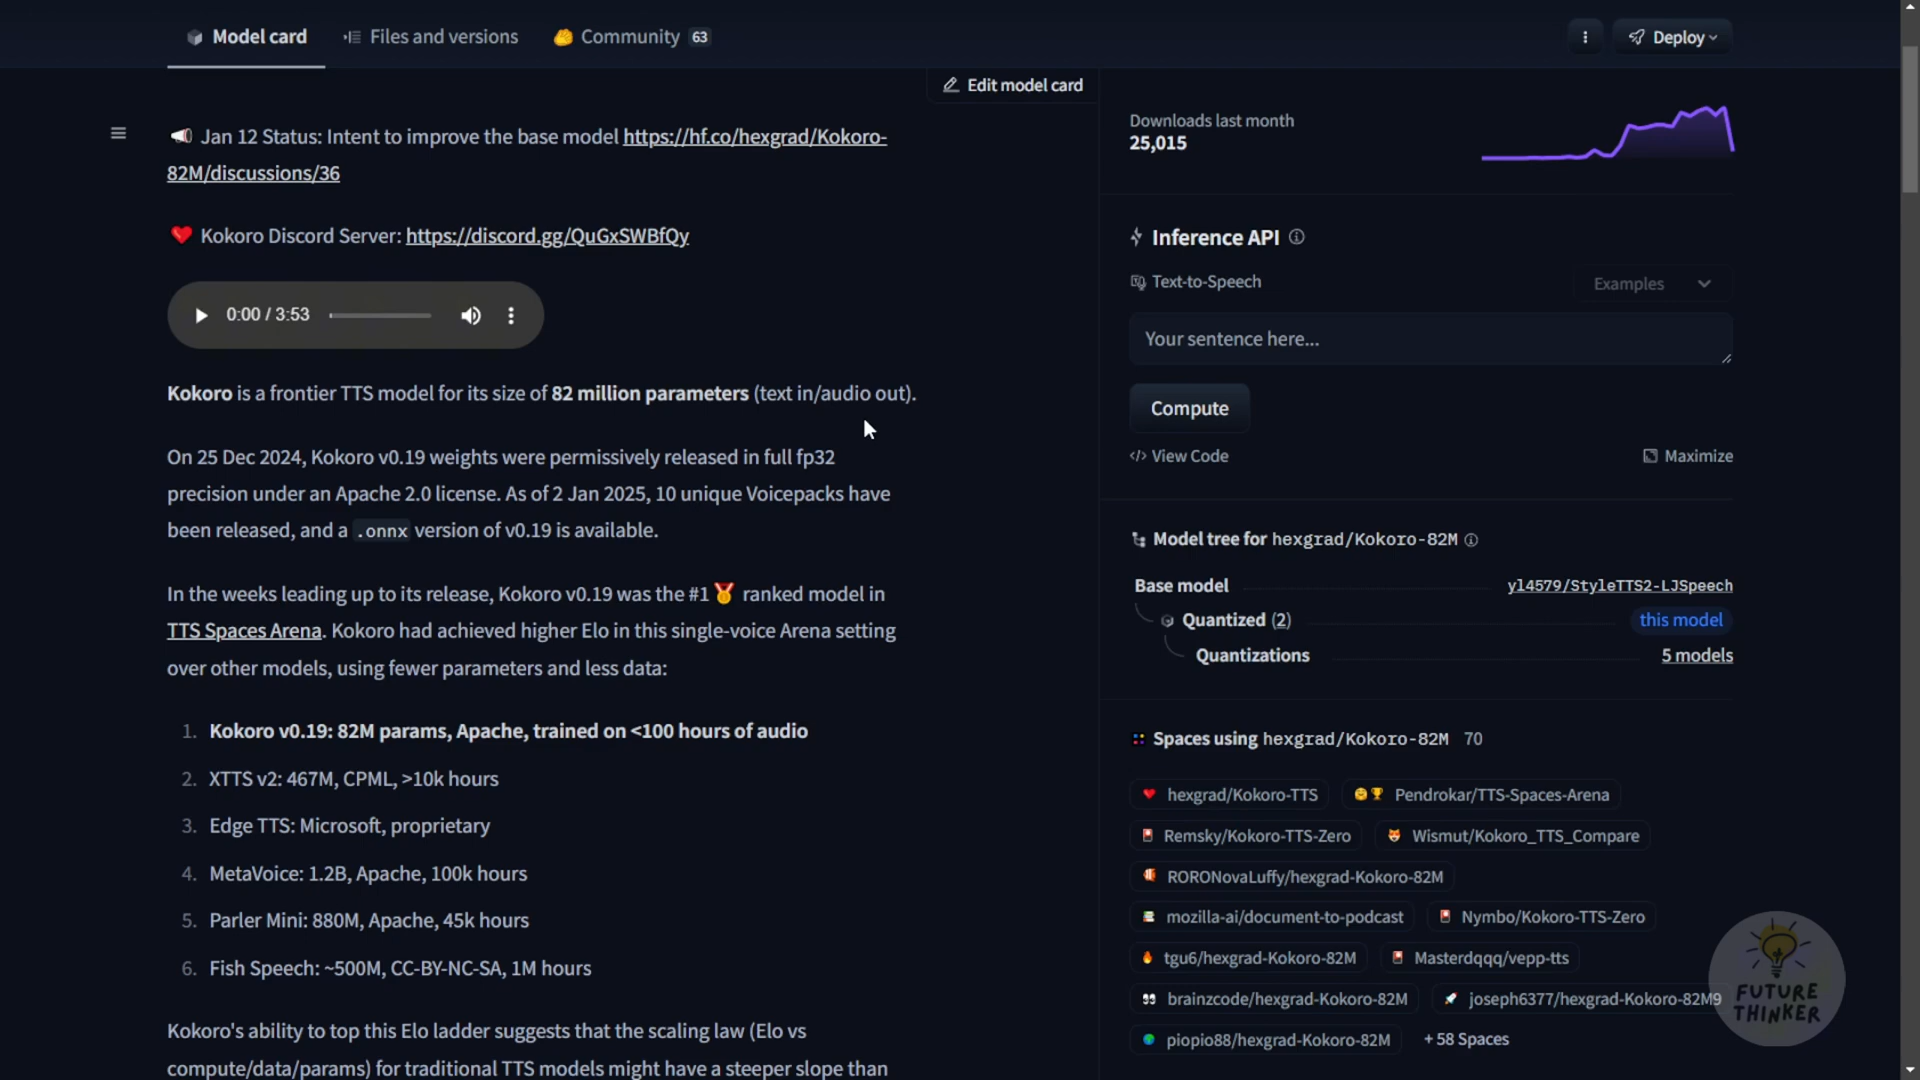 Model card
Files and versions
Community 63
Deploy
Edit model card
Jan 12 Status: Intent to improve the base model https://hf.co/hexgrad/Kokoro-
82M/discussions/36
Kokoro Discord Server: https://discord.gg/QuGxSWBfQy
0:00 / 3:53
Kokoro is a frontier TTS model for its size of 82 million parameters (text in/audio out).
On 25 Dec 2024, Kokoro v0.19 weights were permissively released in full fp32
precision under an Apache 2.0 license. As of 2 Jan 2025, 10 unique Voicepacks have
been released, and a .onnx version of v0.19 is available.
In the weeks leading up to its release, Kokoro v0.19 was the #1 🥇 ranked model in
TTS Spaces Arena. Kokoro had achieved higher Elo in this single-voice Arena setting
over other models, using fewer parameters and less data:
1. Kokoro v0.19: 82M params, Apache, trained on <100 hours of audio
2. XTTS v2: 467M, CPML, >10k hours
3. Edge TTS: Microsoft, proprietary
4. MetaVoice: 1.2B, Apache, 100k hours
5. Parler Mini: 880M, Apache, 45k hours
6. Fish Speech: ~500M, CC-BY-NC-SA, 1M hours
Kokoro's ability to top this Elo ladder suggests that the scaling law (Elo vs
compute/data/params) for traditional TTS models might have a steeper slope than
Downloads last month
25,015
Inference API
Text-to-Speech
Examples
Your sentence here...
Compute
</> View Code
Maximize
Model tree for hexgrad/Kokoro-82M
Base model yl4579/StyleTTS2-LJSpeech
Quantized (2) this model
Quantizations 5 models
Spaces using hexgrad/Kokoro-82M 70
hexgrad/Kokoro-TTS Pendrokar/TTS-Spaces-Arena
Remsky/Kokoro-TTS-Zero Wismut/Kokoro_TTS_Compare
RORONovaLuffy/hexgrad-Kokoro-82M
mozilla-ai/document-to-podcast Nymbo/Kokoro-TTS-Zero
tgu6/hexgrad-Kokoro-82M Masterdqqq/vepp-tts
brainzcode/hexgrad-Kokoro-82M joseph6377/hexgrad-Kokoro-82M9
piopio88/hexgrad-Kokoro-82M + 58 Spaces
FUTURE
THINKER